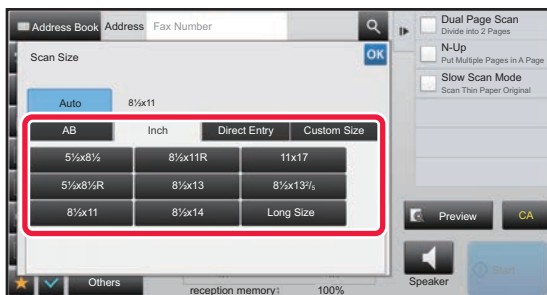 Address Book Address Fax Number
Scan Size OK
Auto 8½x11
AB Inch Direct Entry Custom Size
5½x8½ 8½x11R 11x17
5½x8½R 8½x13 8½x13²/₅
8½x11 8½x14 Long Size
Others
reception memory: 100%
Dual Page Scan
Divide into 2 Pages
N-Up
Put Multiple Pages in A Page
Slow Scan Mode
Scan Thin Paper Original
Preview CA
Speaker Start